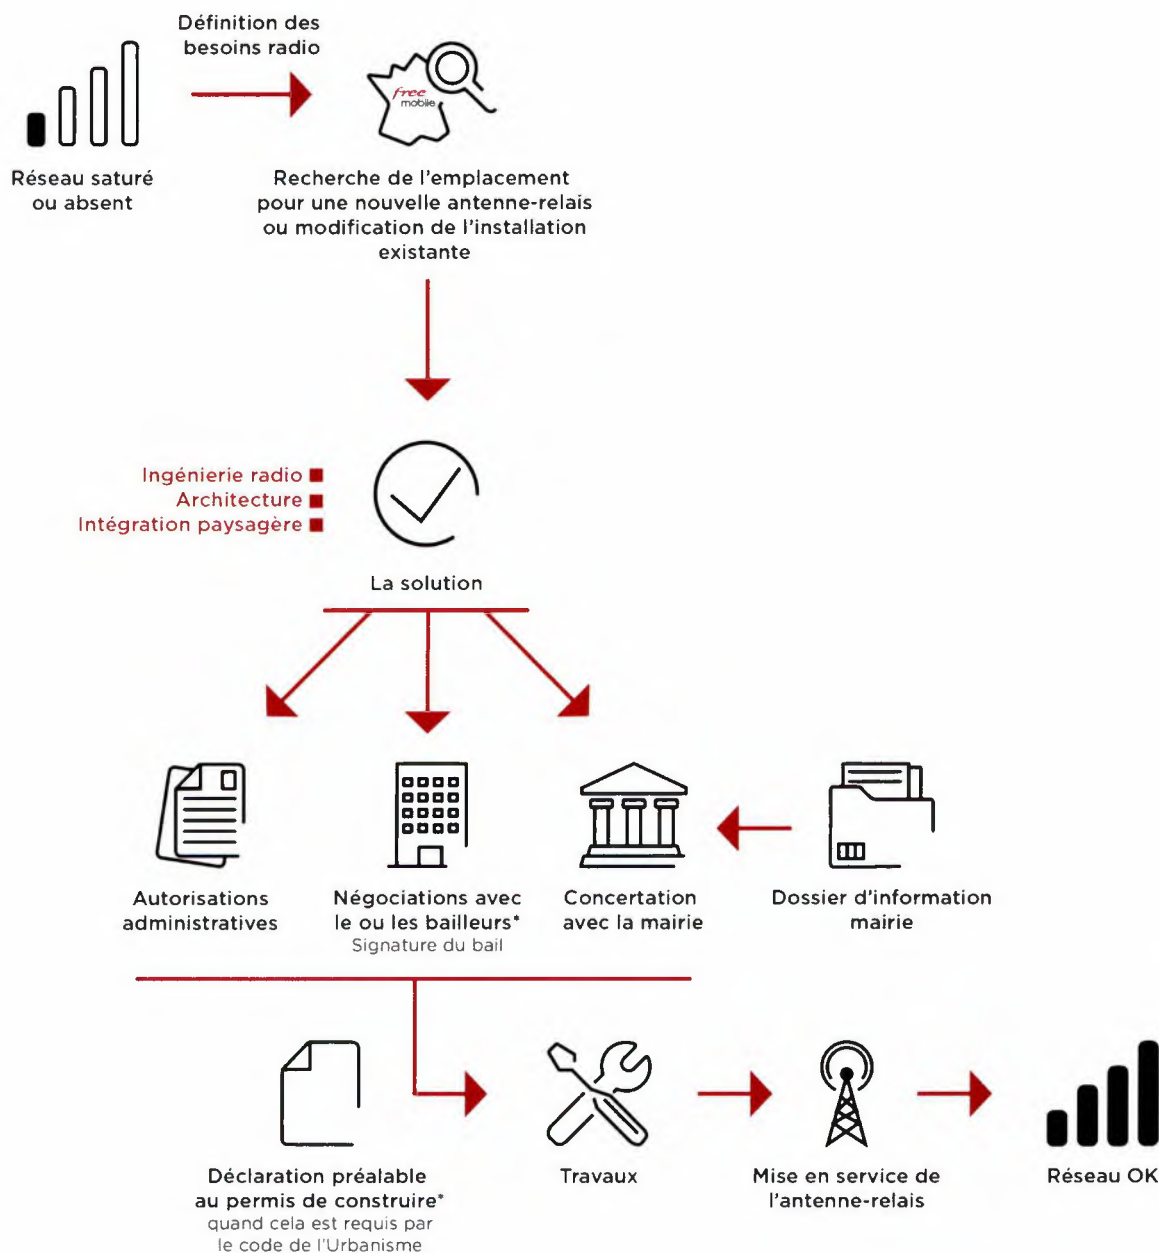 Définition des
besoins radio
free
mobile
Réseau saturé
ou absent
Recherche de l'emplacement
pour une nouvelle antenne-relais
ou modification de l'installation
existante
Ingénierie radio
Architecture
Intégration paysagère
La solution
Autorisations
administratives
Négociations avec
le ou les bailleurs*
Signature du bail
Concertation
avec la mairie
Dossier d'information
mairie
Déclaration préalable
au permis de construire*
quand cela est requis par
le code de l'Urbanisme
Travaux
Mise en service de
l'antenne-relais
Réseau OK